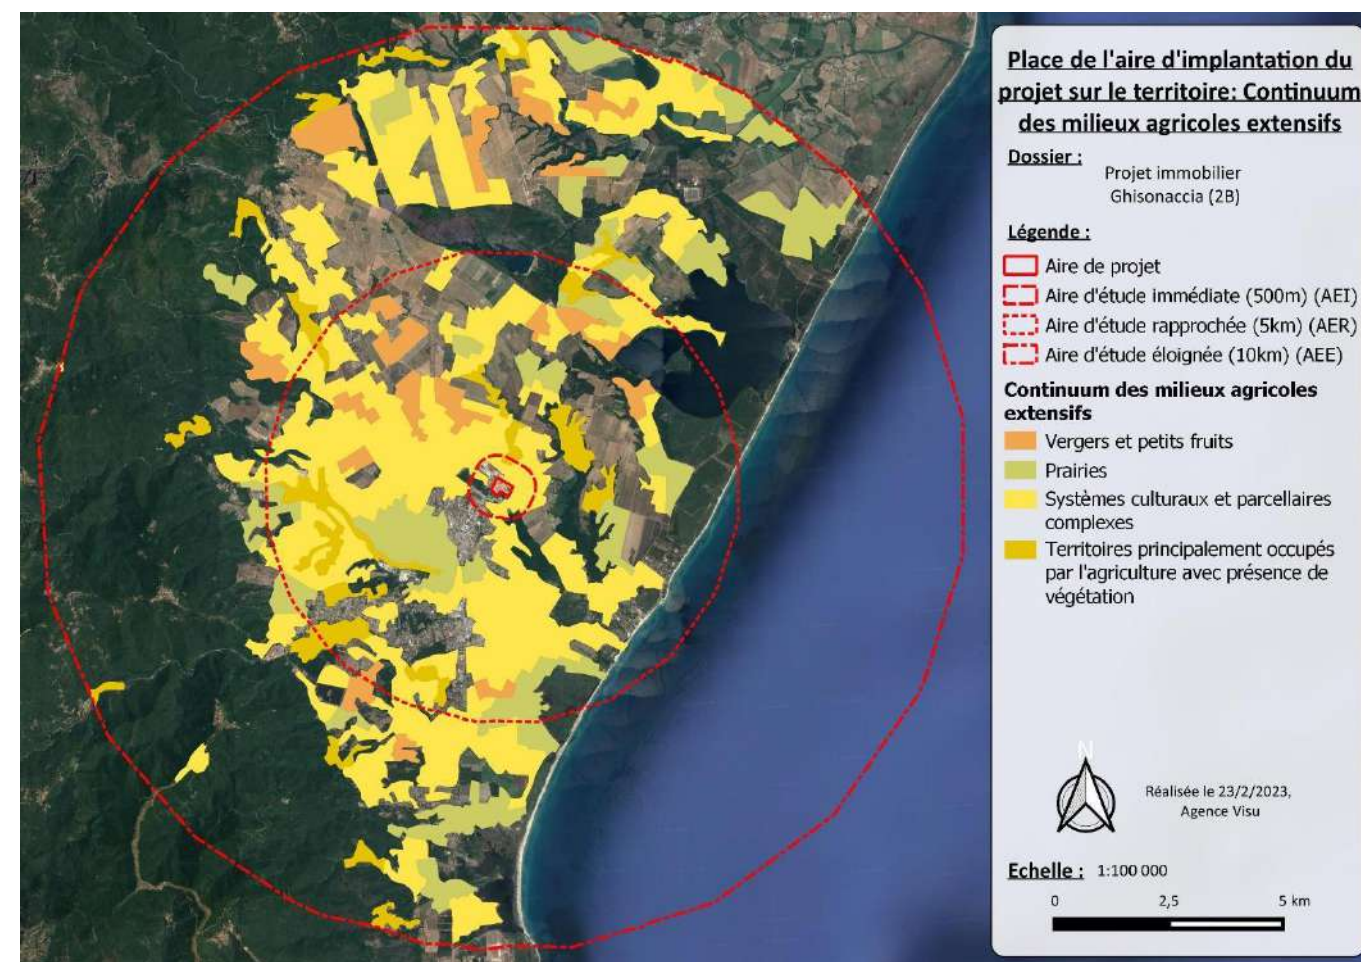 Place de l'aire d'implantation du
projet sur le territoire: Continuum
des milieux agricoles extensifs
Dossier :
Projet immobilier
Ghisonaccia (2B)
Légende :
Aire de projet
Aire d'étude immédiate (500m) (AEI)
Aire d'étude rapprochée (5km) (AER)
Aire d'étude éloignée (10km) (AEE)
Continuum des milieux agricoles
extensifs
Vergers et petits fruits
Prairies
Systèmes culturaux et parcellaires
complexes
Territoires principalement occupés
par l'agriculture avec présence de
végétation
N
Réalisée le 23/2/2023,
Agence Visu
Echelle : 1:100 000
0 2,5 5 km